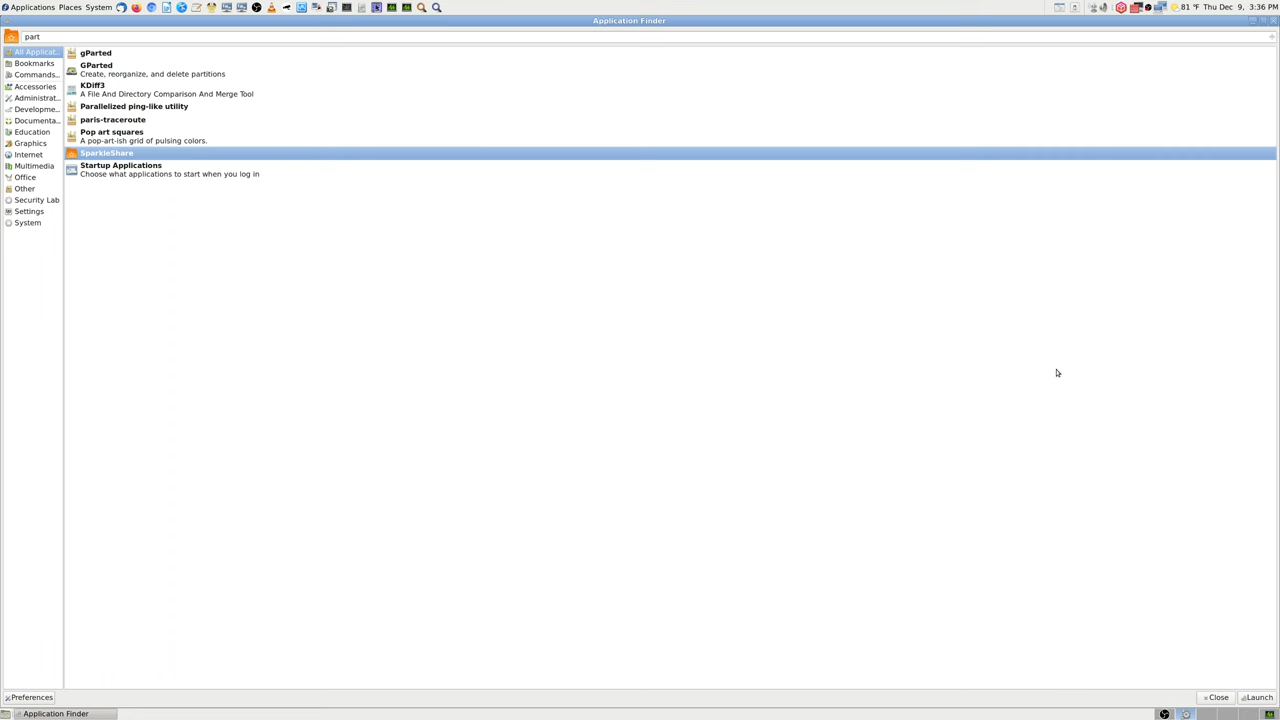 Applications Places System 81 °F Thu Dec 9, 3:36 PM
Application Finder
part
All Applicat...
Bookmarks
Commands...
Accessories
Administrat...
Developme...
Documenta...
Education
Graphics
Internet
Multimedia
Office
Other
Security Lab
Settings
System
gParted
GParted
Create, reorganize, and delete partitions
KDiff3
A File And Directory Comparison And Merge Tool
Parallelized ping-like utility
paris-traceroute
Pop art squares
A pop-art-ish grid of pulsing colors.
SparkleShare
Startup Applications
Choose what applications to start when you log in
Preferences
Close
Launch
Application Finder